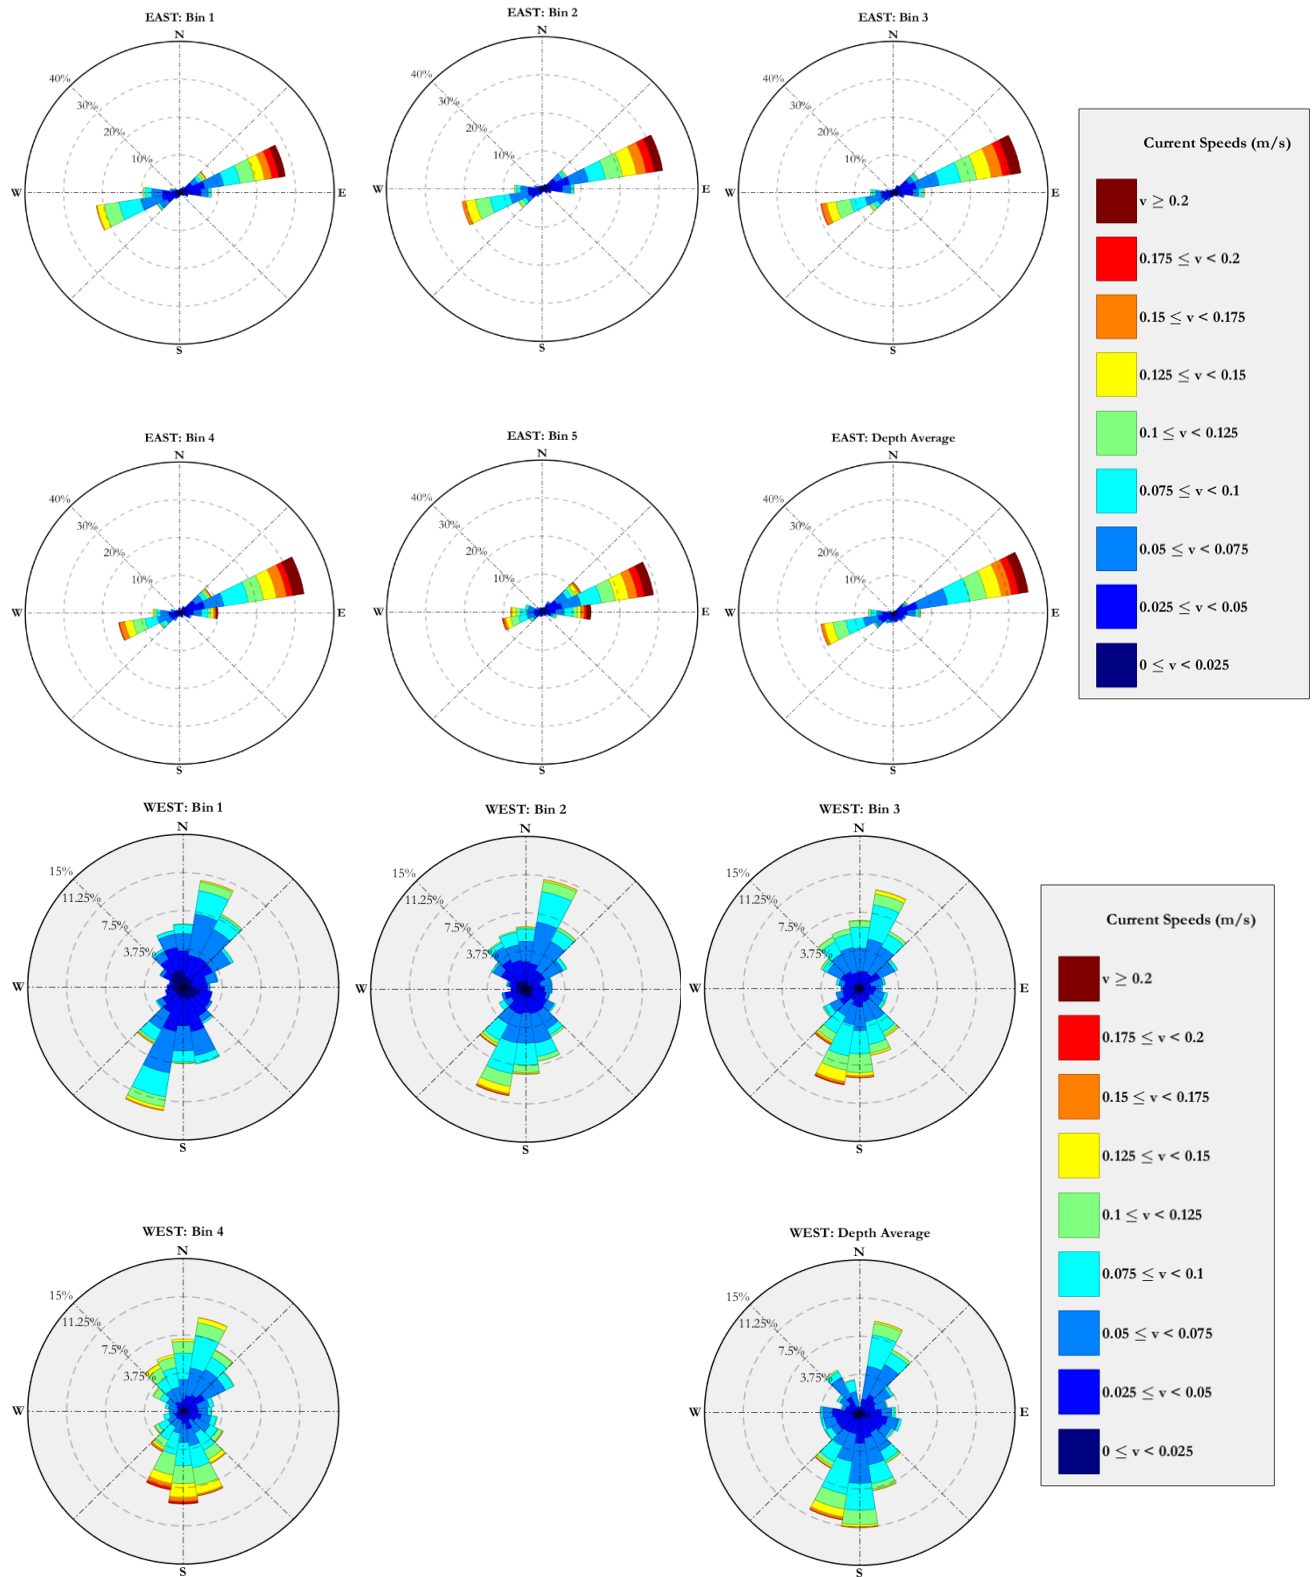 EAST: Bin 1
N
40%
30%
20%
10%
W
E
S
EAST: Bin 2
N
40%
30%
20%
10%
W
E
S
EAST: Bin 3
N
40%
30%
20%
10%
W
E
S
Current Speeds (m/s)
v ≥ 0.2
0.175 ≤ v < 0.2
0.15 ≤ v < 0.175
0.125 ≤ v < 0.15
0.1 ≤ v < 0.125
0.075 ≤ v < 0.1
0.05 ≤ v < 0.075
0.025 ≤ v < 0.05
0 ≤ v < 0.025
EAST: Bin 4
N
40%
30%
20%
10%
W
E
S
EAST: Bin 5
N
40%
30%
20%
10%
W
E
S
EAST: Depth Average
N
40%
30%
20%
10%
W
E
S
WEST: Bin 1
N
15%
11.25%
7.5%
3.75%
W
S
WEST: Bin 2
N
15%
11.25%
7.5%
3.75%
W
S
WEST: Bin 3
N
15%
11.25%
7.5%
3.75%
W
E
S
Current Speeds (m/s)
v ≥ 0.2
0.175 ≤ v < 0.2
0.15 ≤ v < 0.175
0.125 ≤ v < 0.15
0.1 ≤ v < 0.125
0.075 ≤ v < 0.1
0.05 ≤ v < 0.075
0.025 ≤ v < 0.05
0 ≤ v < 0.025
WEST: Bin 4
N
15%
11.25%
7.5%
3.75%
W
S
WEST: Depth Average
N
15%
11.25%
7.5%
3.75%
W
E
S